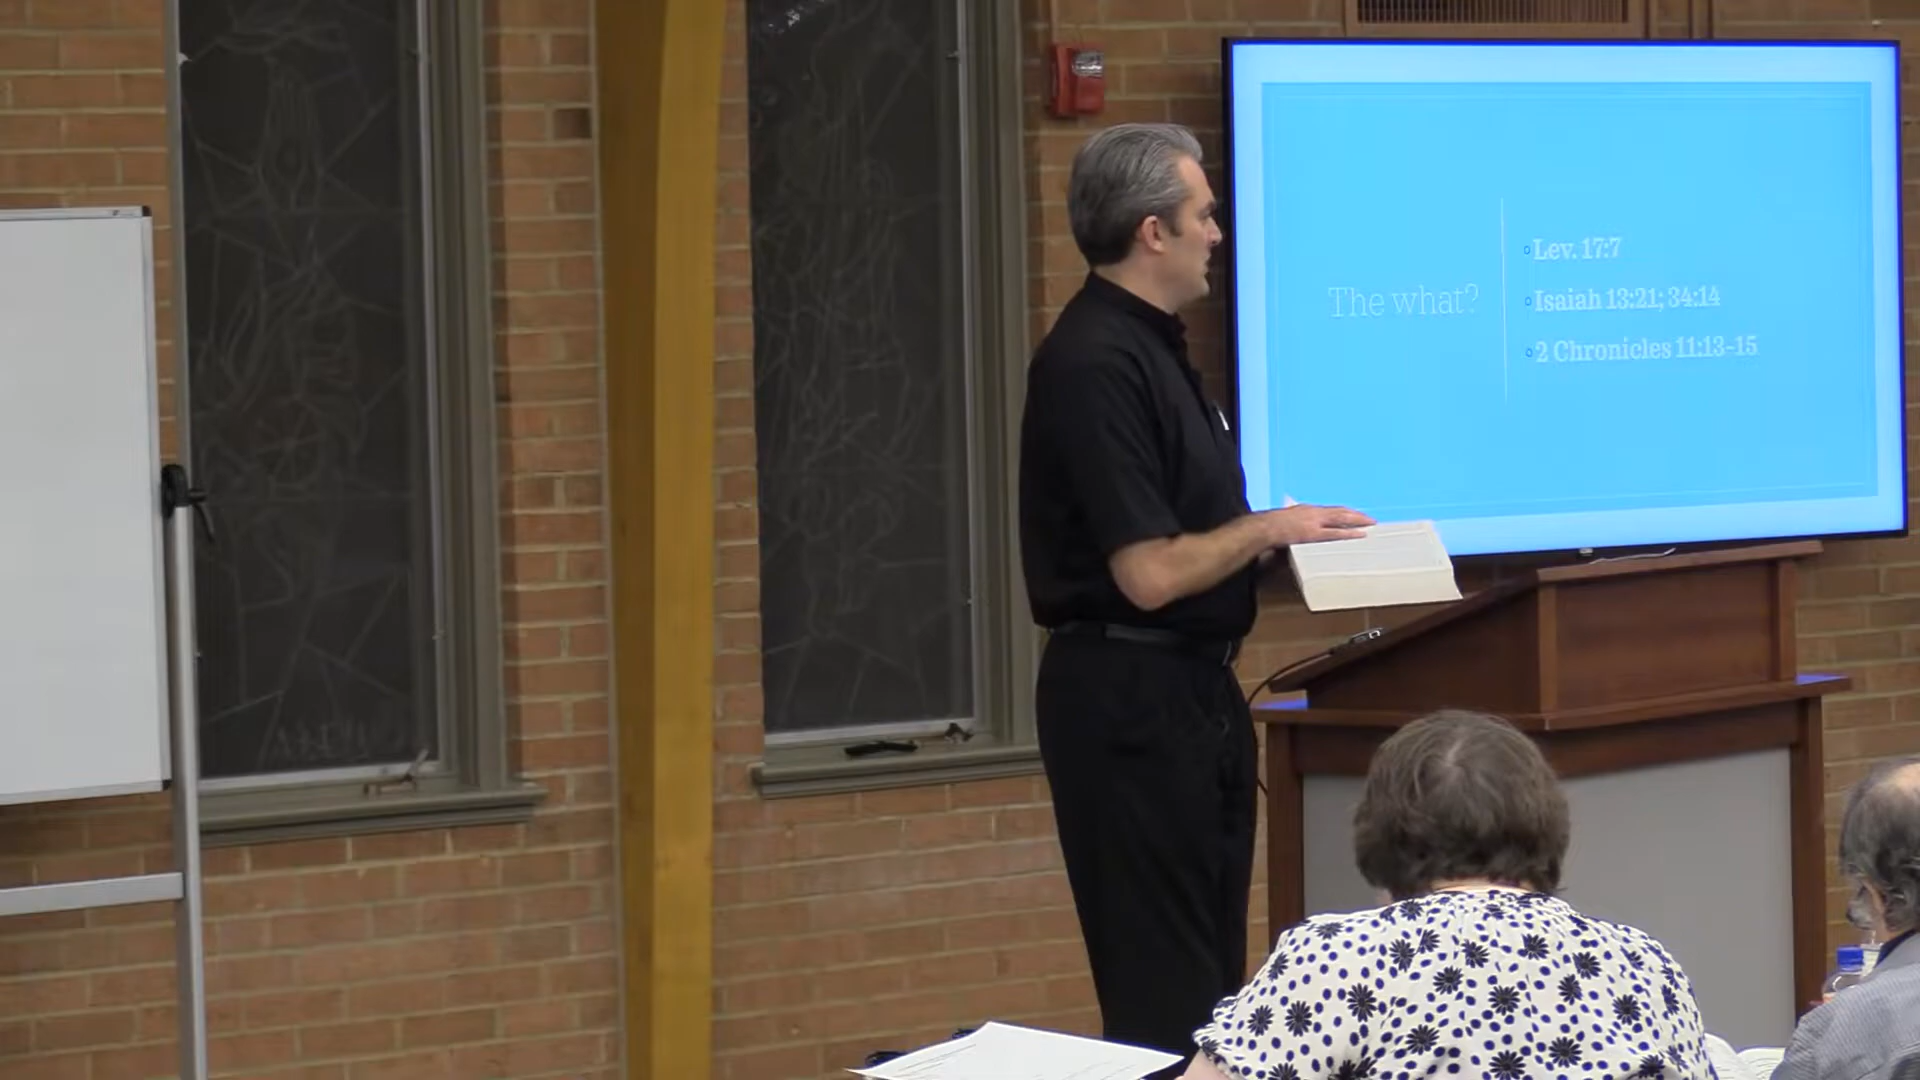 The what?
Lev. 17:7
Isaiah 13:21; 34:14
2 Chronicles 11:13-15